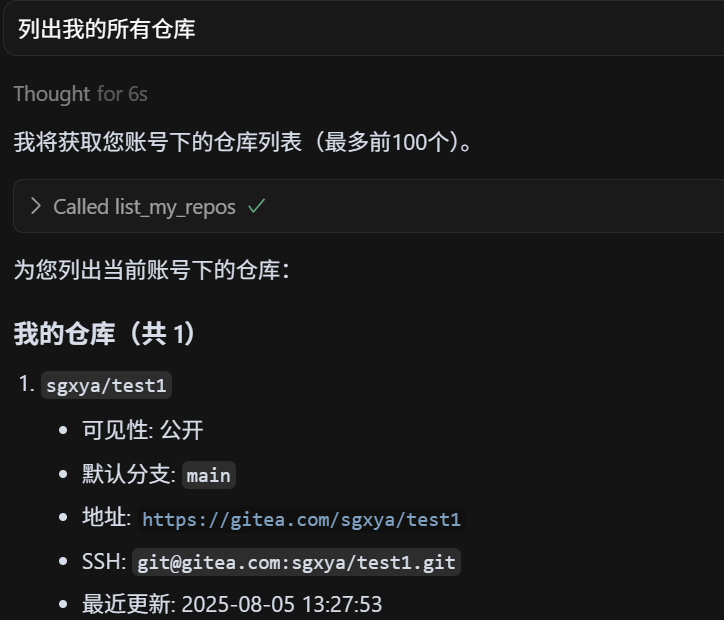 列出我的所有仓库
Thought for 6s
我将获取您账号下的仓库列表（最多前100个）。
Called list_my_repos
为您列出当前账号下的仓库：
我的仓库（共 1）
1. sgxya/test1
• 可见性: 公开
• 默认分支: main
• 地址: https://gitea.com/sgxya/test1
• SSH: git@gitea.com:sgxya/test1.git
• 最近更新: 2025-08-05 13:27:53